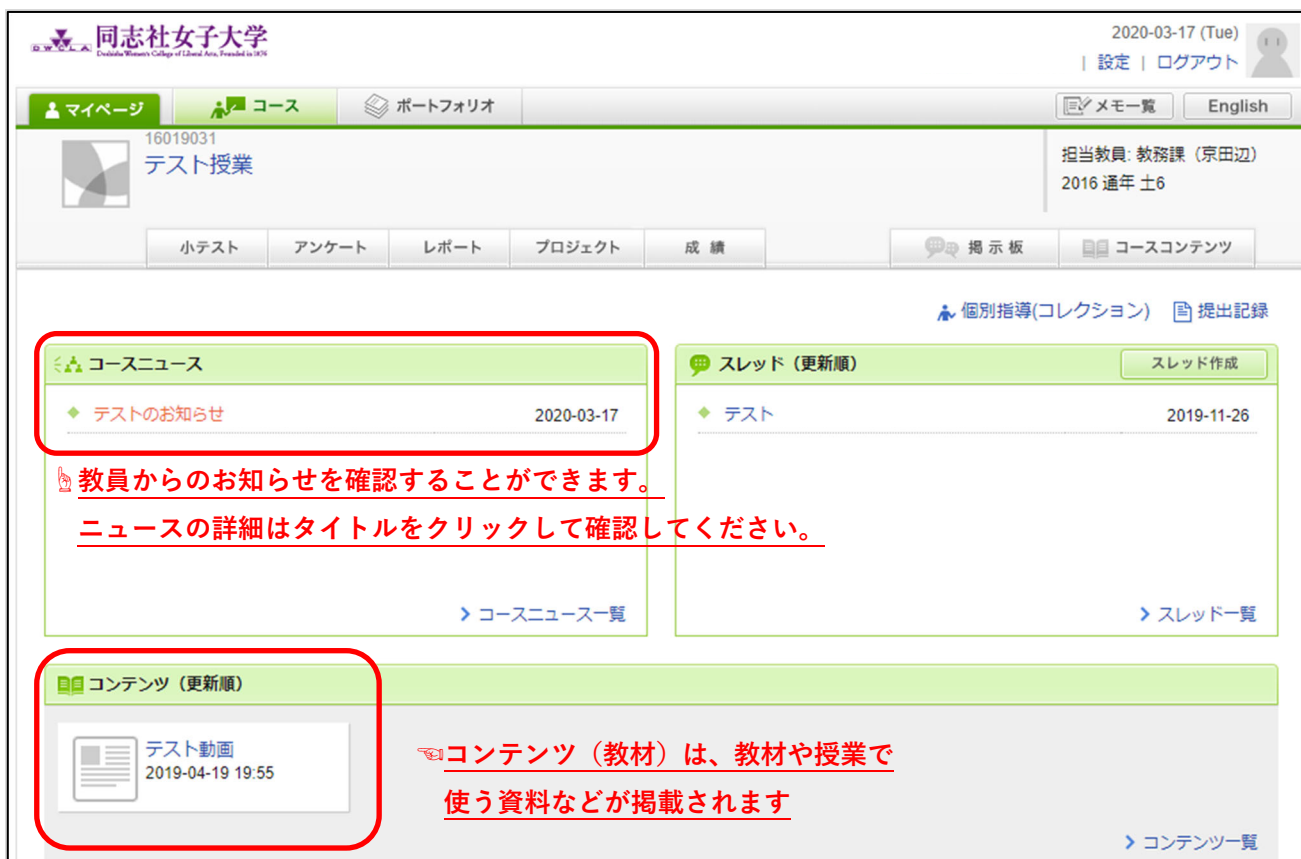 DWCLA 同志社女子大学
Doshisha Women's College of Liberal Arts, Founded in 1876
2020-03-17 (Tue)
| 設定 | ログアウト
マイページ コース ポートフォリオ メモ一覧 English
16019031
テスト授業
担当教員: 教務課（京田辺）
2016 通年 土6
小テスト アンケート レポート プロジェクト 成績 掲示板 コースコンテンツ
個別指導(コレクション) 提出記録
コースニュース
テストのお知らせ 2020-03-17
☝教員からのお知らせを確認することができます。
ニュースの詳細はタイトルをクリックして確認してください。
コースニュース一覧
スレッド（更新順） スレッド作成
テスト 2019-11-26
スレッド一覧
コンテンツ（更新順）
テスト動画
2019-04-19 19:55
☜コンテンツ（教材）は、教材や授業で
使う資料などが掲載されます
コンテンツ一覧